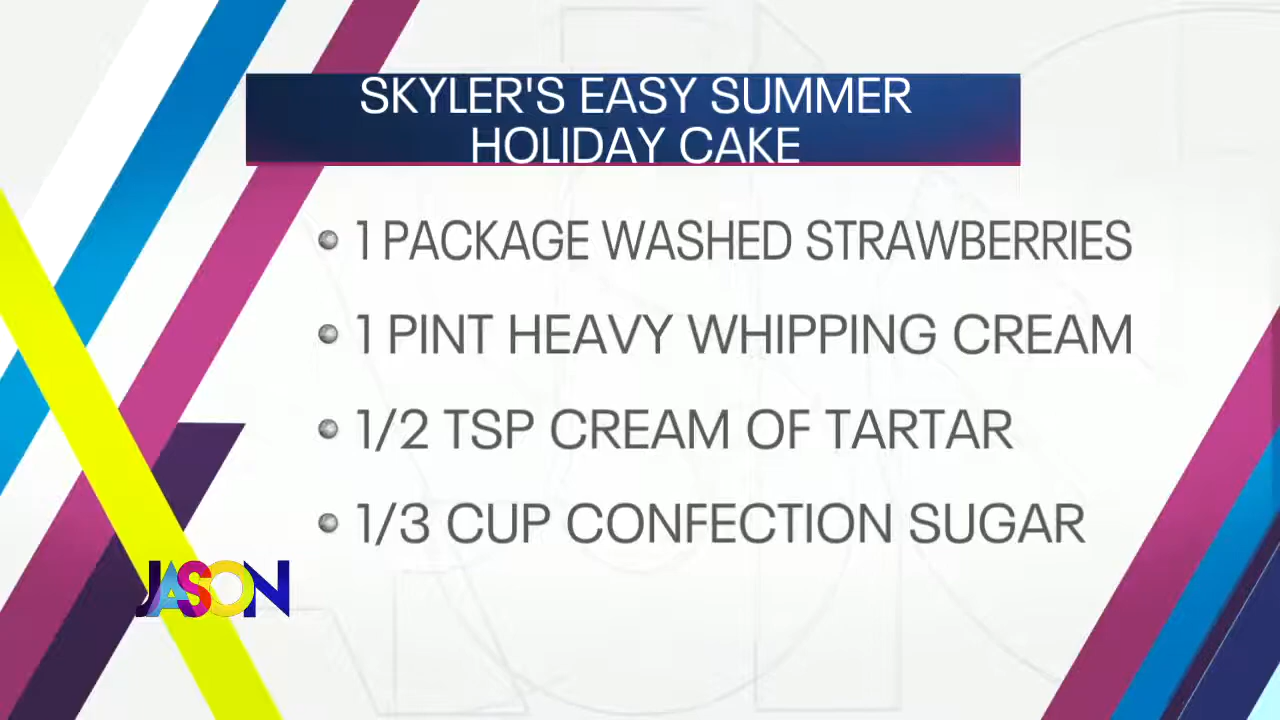 SKYLER'S EASY SUMMER
HOLIDAY CAKE
1 PACKAGE WASHED STRAWBERRIES
1 PINT HEAVY WHIPPING CREAM
1/2 TSP CREAM OF TARTAR
1/3 CUP CONFECTION SUGAR
JASON